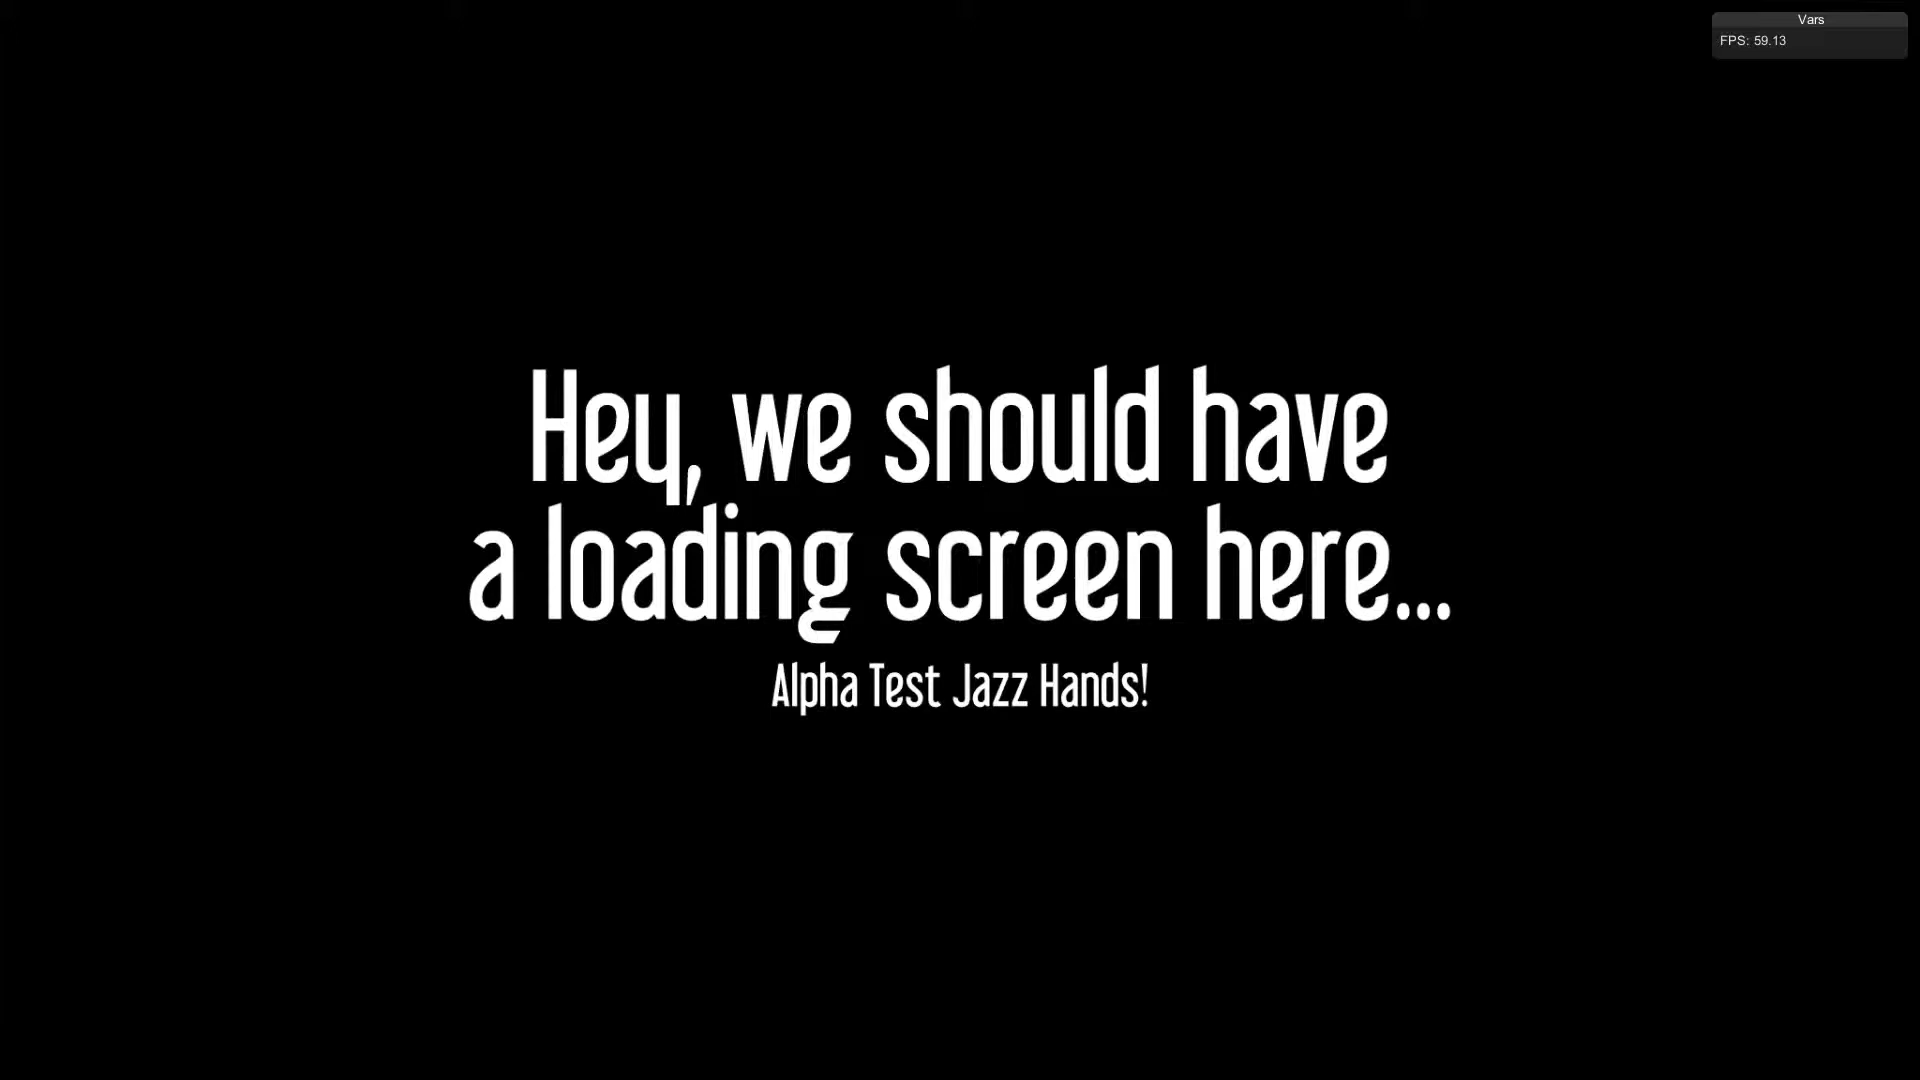 Vars
FPS: 59.13
Hey, we should have
a loading screen here...
Alpha Test Jazz Hands!